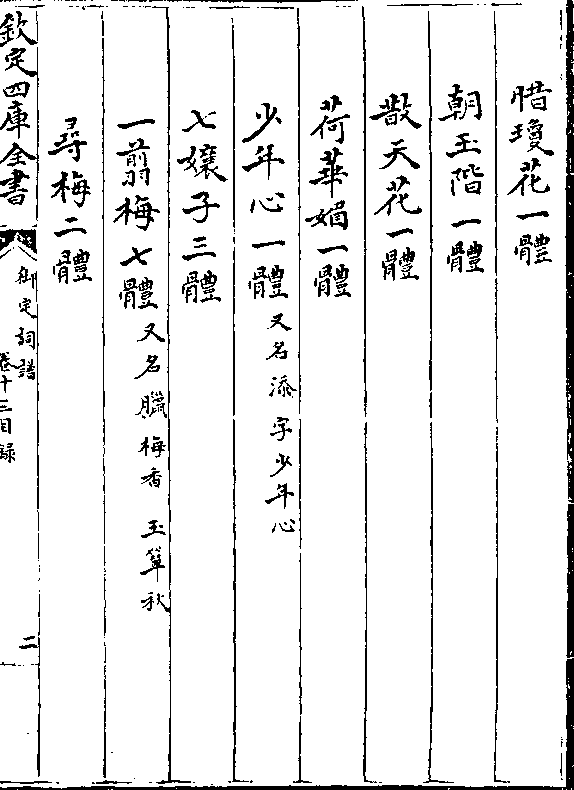 惜瓊花一體
朝玉階一體
散天花一體
荷華媚一體
少年心一體 又名添字少年心
七孃子三體
一翦梅七體 又名臘梅香 玉簟秋
尋梅二體
欽定四庫全書 御定詞譜 卷十三目録 二